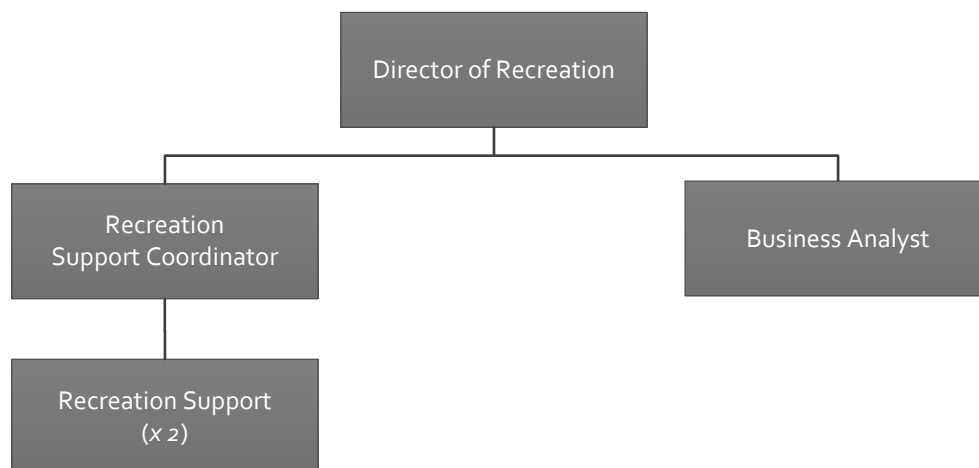 Director of Recreation
Recreation
Support Coordinator
Business Analyst
Recreation Support
(x 2)